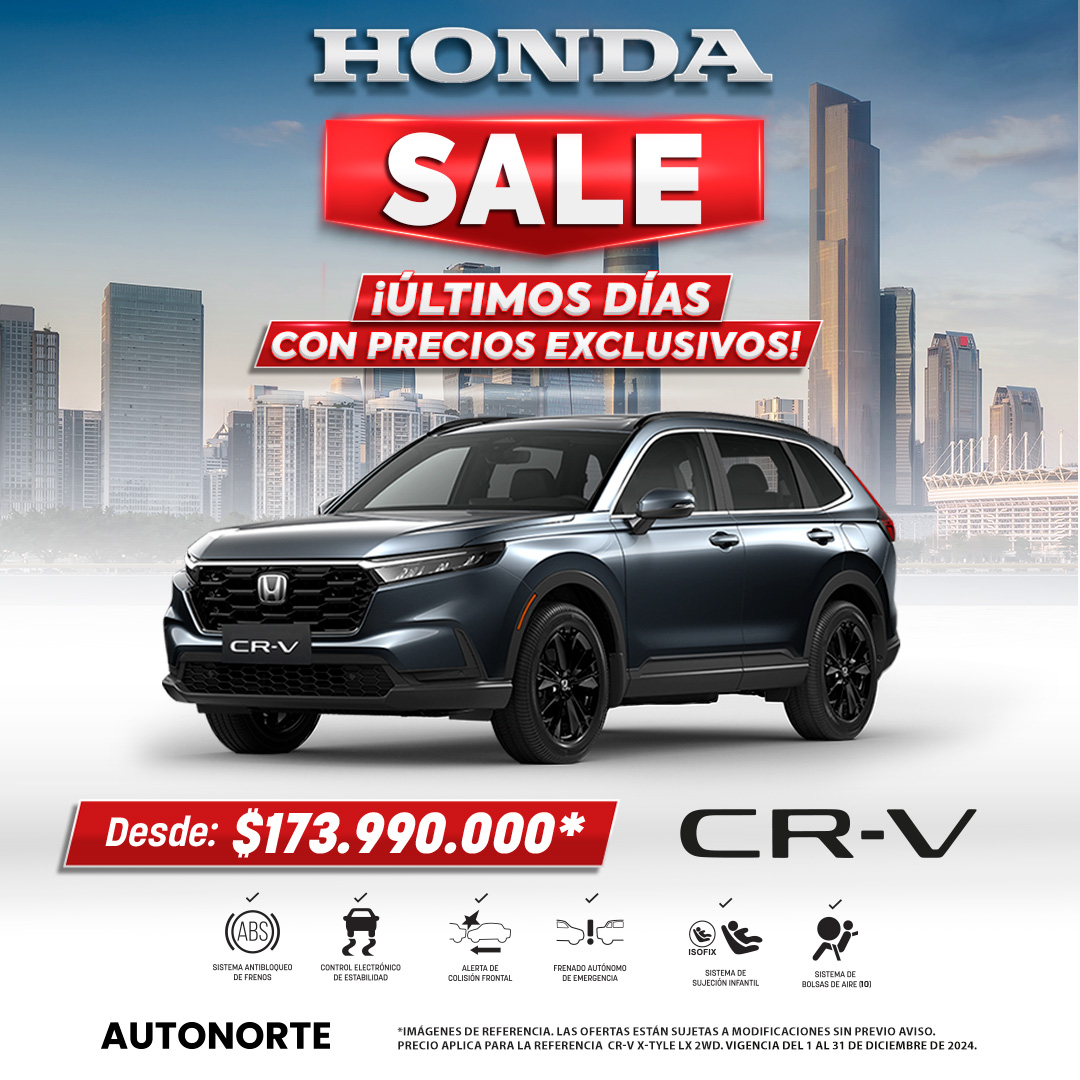 HONDA
SALE
¡ÚLTIMOS DÍAS
CON PRECIOS EXCLUSIVOS!
CR-V
Desde: $173.990.000*
CR-V
ABS
SISTEMA ANTIBLOQUEO
DE FRENOS
CONTROL ELECTRÓNICO
DE ESTABILIDAD
ALERTA DE
COLISIÓN FRONTAL
FRENADO AUTÓNOMO
DE EMERGENCIA
ISOFIX
SISTEMA DE
SUJECIÓN INFANTIL
SISTEMA DE
BOLSAS DE AIRE (10)
AUTONORTE
*IMÁGENES DE REFERENCIA. LAS OFERTAS ESTÁN SUJETAS A MODIFICACIONES SIN PREVIO AVISO.
PRECIO APLICA PARA LA REFERENCIA CR-V X-TYLE LX 2WD. VIGENCIA DEL 1 AL 31 DE DICIEMBRE DE 2024.